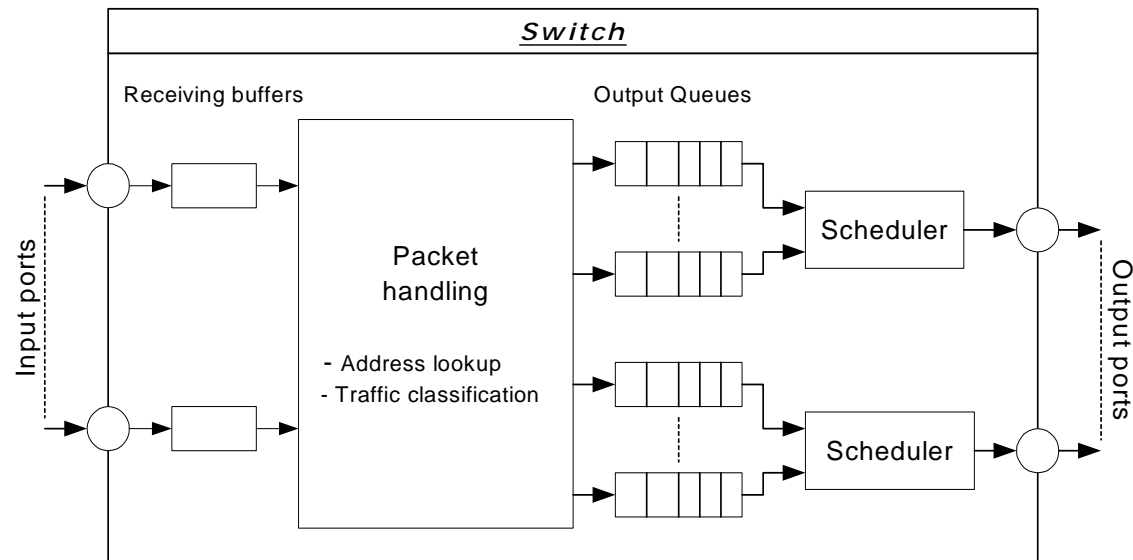 Switch
Receiving buffers
Output Queues
Input ports
Packet
handling
- Address lookup
- Traffic classification
Scheduler
Scheduler
Output ports